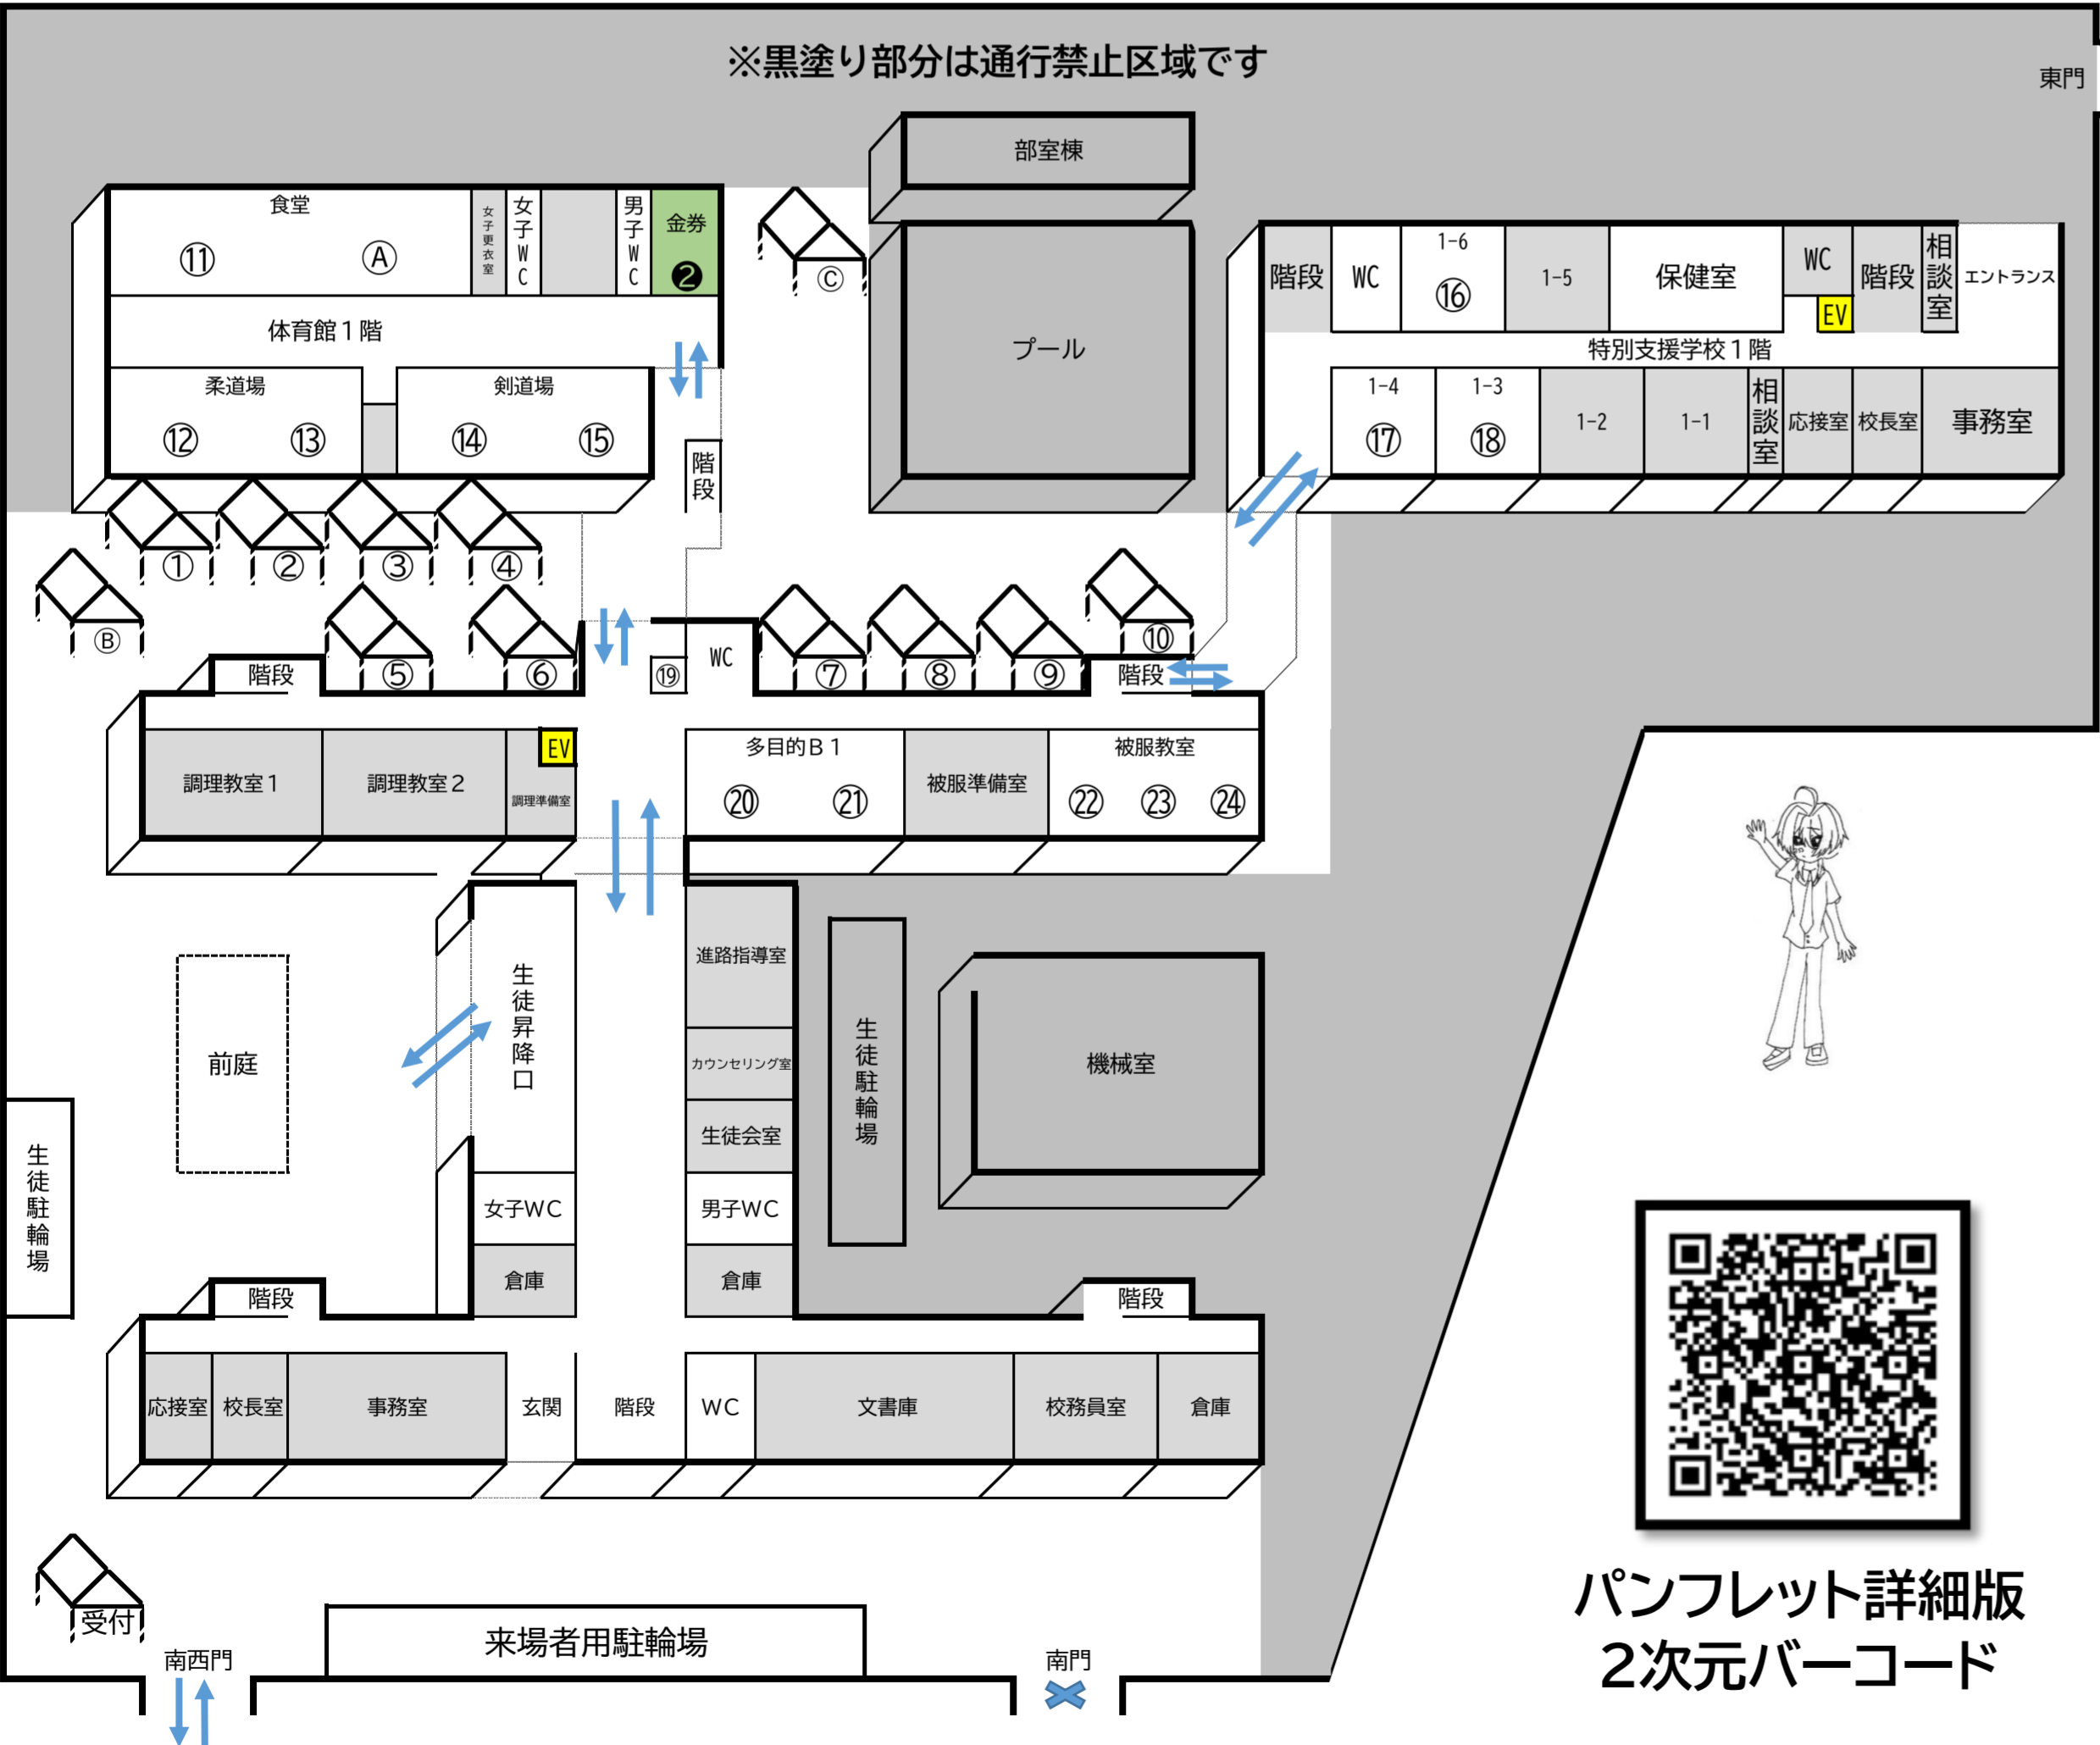 ※黒塗り部分は通行禁止区域です
東門
部室棟
食堂
⑪
Ⓐ
女子更衣室
女子WC
男子WC
金券
❷
Ⓒ
体育館1階
柔道場
⑫
⑬
剣道場
⑭
⑮
階段
プール
階段
WC
1-6
⑯
1-5
保健室
WC
EV
階段
相談室
エントランス
特別支援学校1階
1-4
⑰
1-3
⑱
1-2
1-1
相談室
応接室
校長室
事務室
①
②
③
④
Ⓑ
⑤
⑥
⑦
⑧
⑨
⑩
階段
⑲
WC
階段
調理教室1
調理教室2
EV
調理準備室
多目的B1
⑳
㉑
被服準備室
被服教室
㉒
㉓
㉔
前庭
生徒昇降口
進路指導室
カウンセリング室
生徒会室
生徒駐輪場
機械室
生徒駐輪場
女子WC
男子WC
倉庫
倉庫
階段
階段
応接室
校長室
事務室
玄関
階段
WC
文書庫
校務員室
倉庫
受付
来場者用駐輪場
南西門
南門
パンフレット詳細版
2次元バーコード